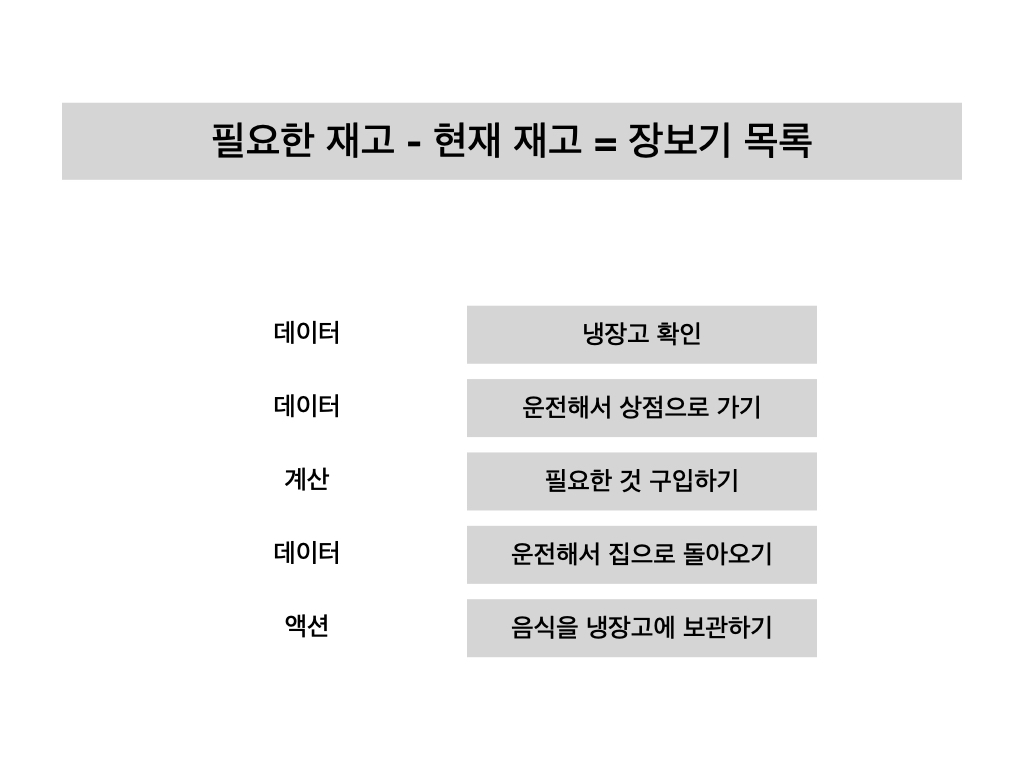 필요한 재고 - 현재 재고 = 장보기 목록
데이터 냉장고 확인
데이터 운전해서 상점으로 가기
계산 필요한 것 구입하기
데이터 운전해서 집으로 돌아오기
액션 음식을 냉장고에 보관하기